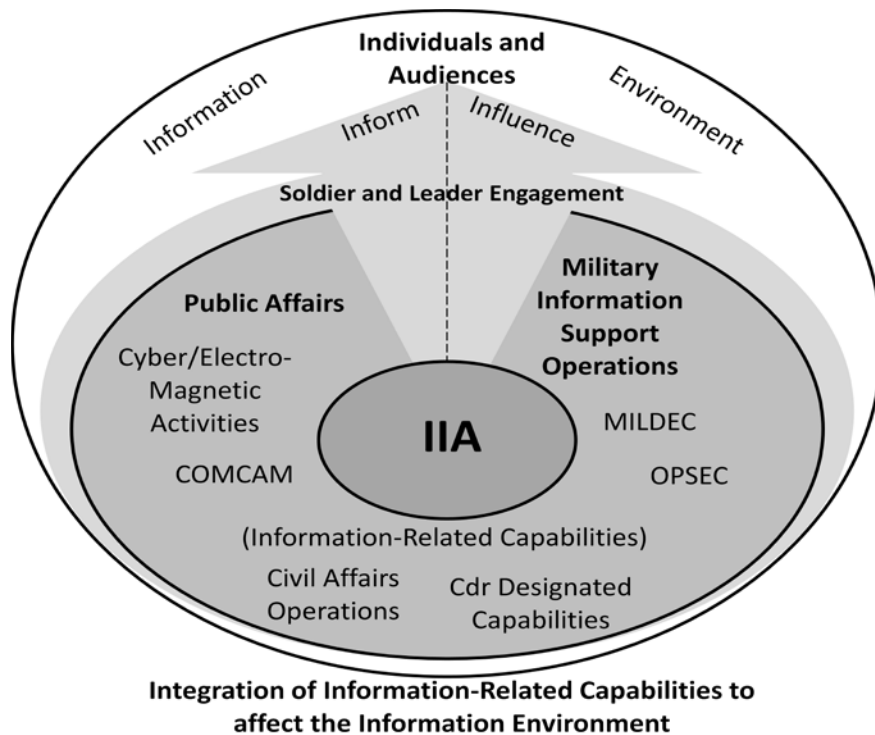 Individuals and
Audiences
Information
Environment
Inform
Influence
Soldier and Leader Engagement
Public Affairs
Military
Information
Support
Operations
Cyber/Electro-
Magnetic
Activities
COMCAM
IIA
MILDEC
OPSEC
(Information-Related Capabilities)
Civil Affairs
Operations
Cdr Designated
Capabilities
Integration of Information-Related Capabilities to
affect the Information Environment